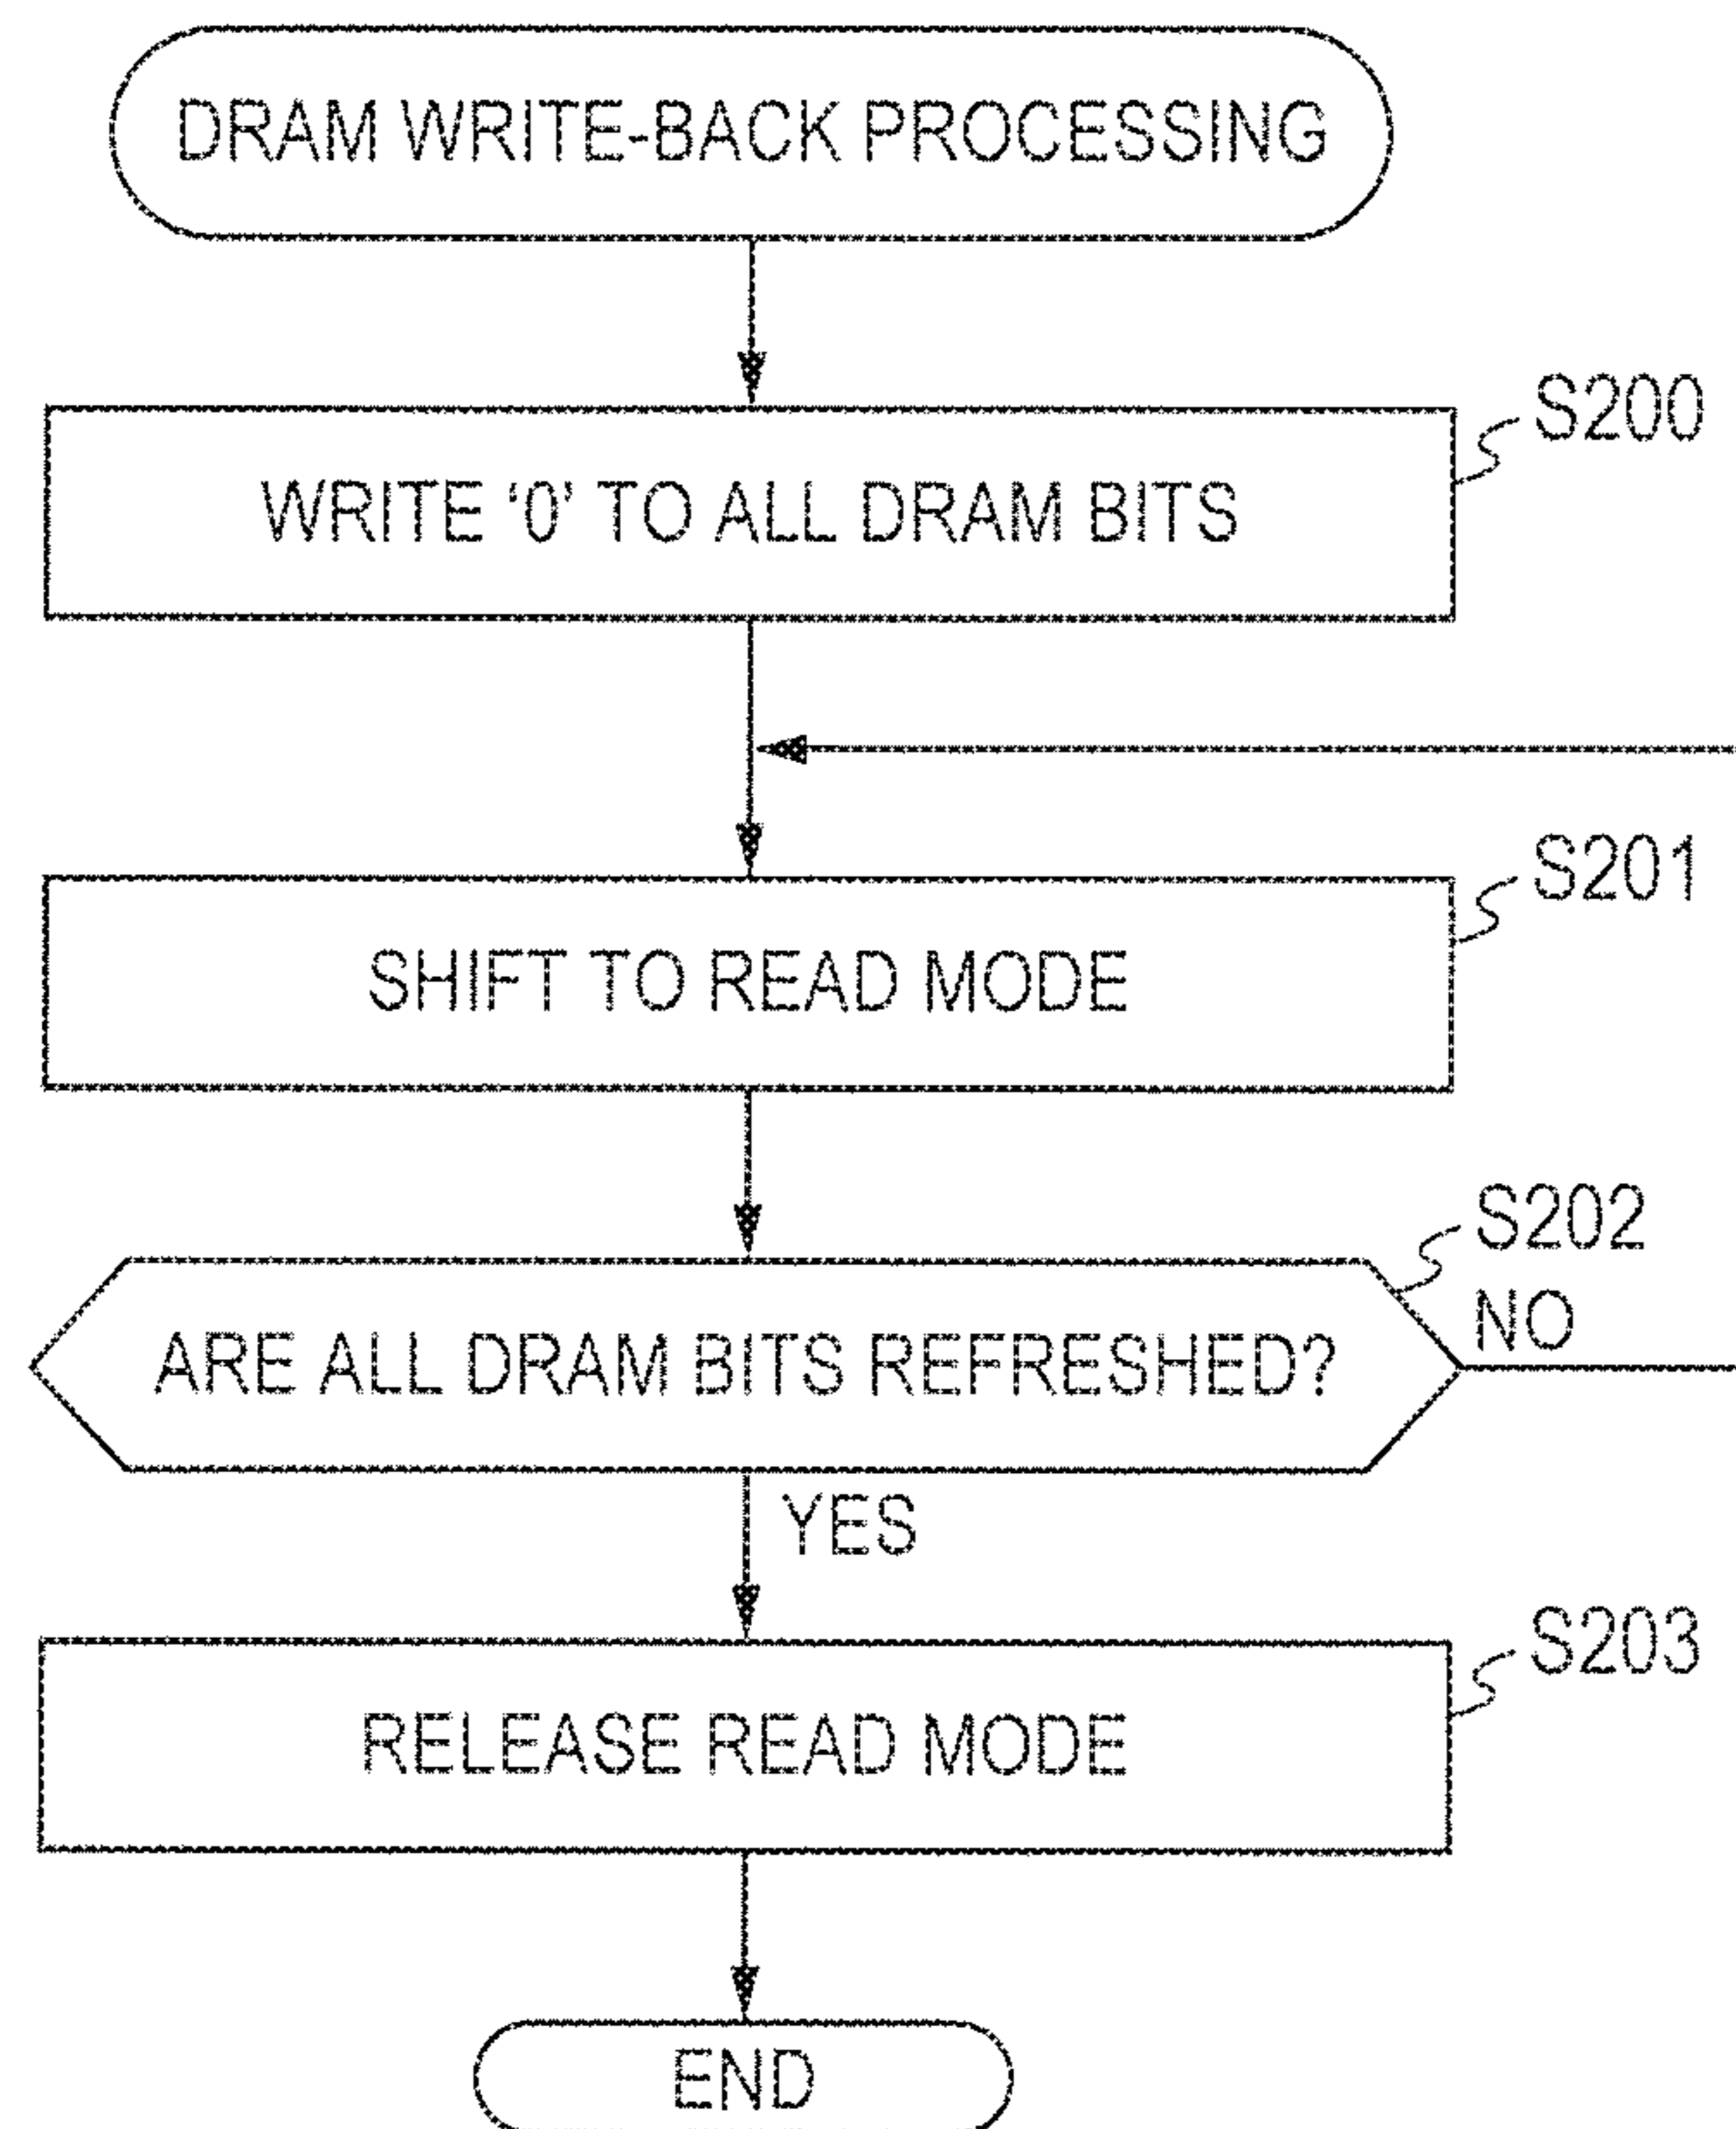 DRAM WRITE-BACK PROCESSING
S200
WRITE ‘0’ TO ALL DRAM BITS
S201
SHIFT TO READ MODE
S202
NO
ARE ALL DRAM BITS REFRESHED?
YES
S203
RELEASE READ MODE
END